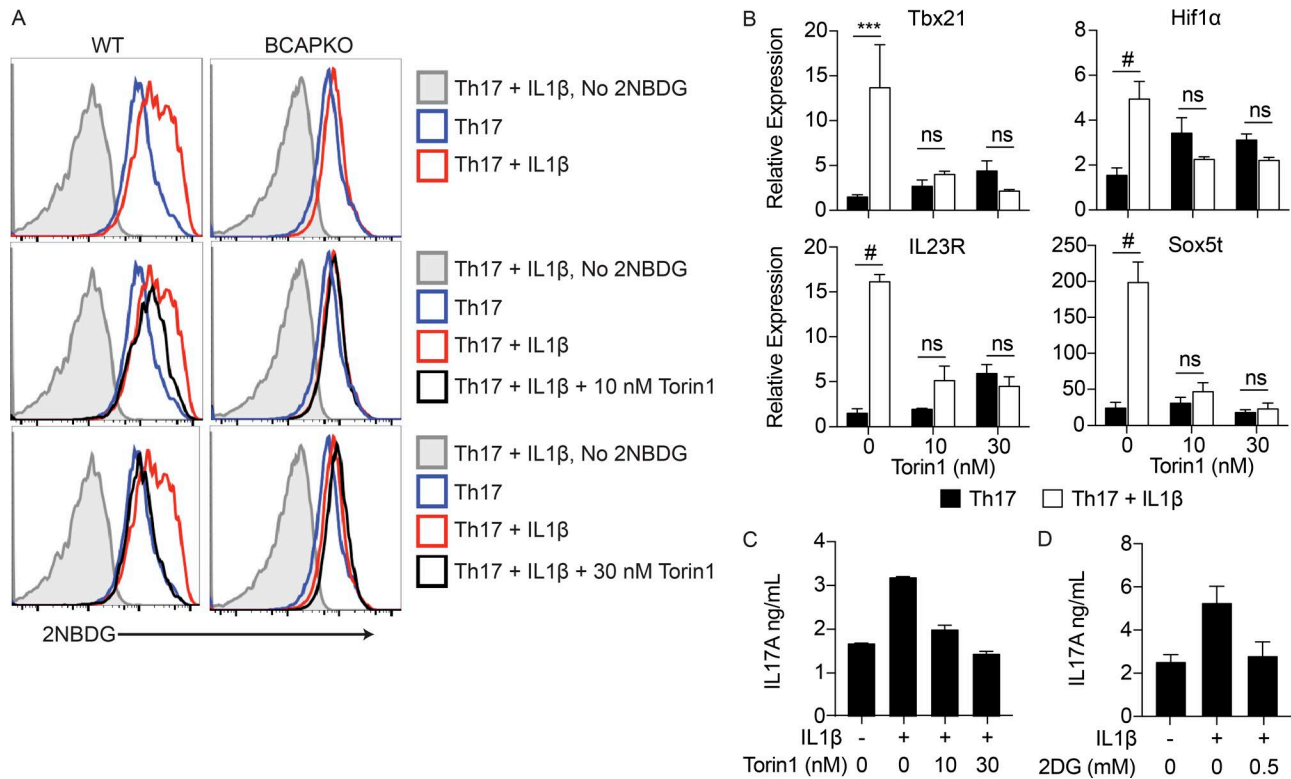 A
WT
BCAPKO
Th17 + IL1β, No 2NBDG
Th17
Th17 + IL1β
Th17 + IL1β, No 2NBDG
Th17
Th17 + IL1β
Th17 + IL1β + 10 nM Torin1
Th17 + IL1β, No 2NBDG
Th17
Th17 + IL1β
Th17 + IL1β + 30 nM Torin1
2NBDG
B
Tbx21
Relative Expression
20
15
10
5
0
***
ns
ns
Hif1α
8
6
4
2
0
#
ns
ns
IL23R
Relative Expression
20
15
10
5
0
#
ns
ns
0 10 30
Torin1 (nM)
Sox5t
250
200
150
100
50
0
#
ns
ns
0 10 30
Torin1 (nM)
Th17
Th17 + IL1β
C
IL17A ng/mL
4
3
2
1
0
IL1β - + + +
Torin1 (nM) 0 0 10 30
D
IL17A ng/mL
8
6
4
2
0
IL1β - + +
2DG (mM) 0 0 0.5